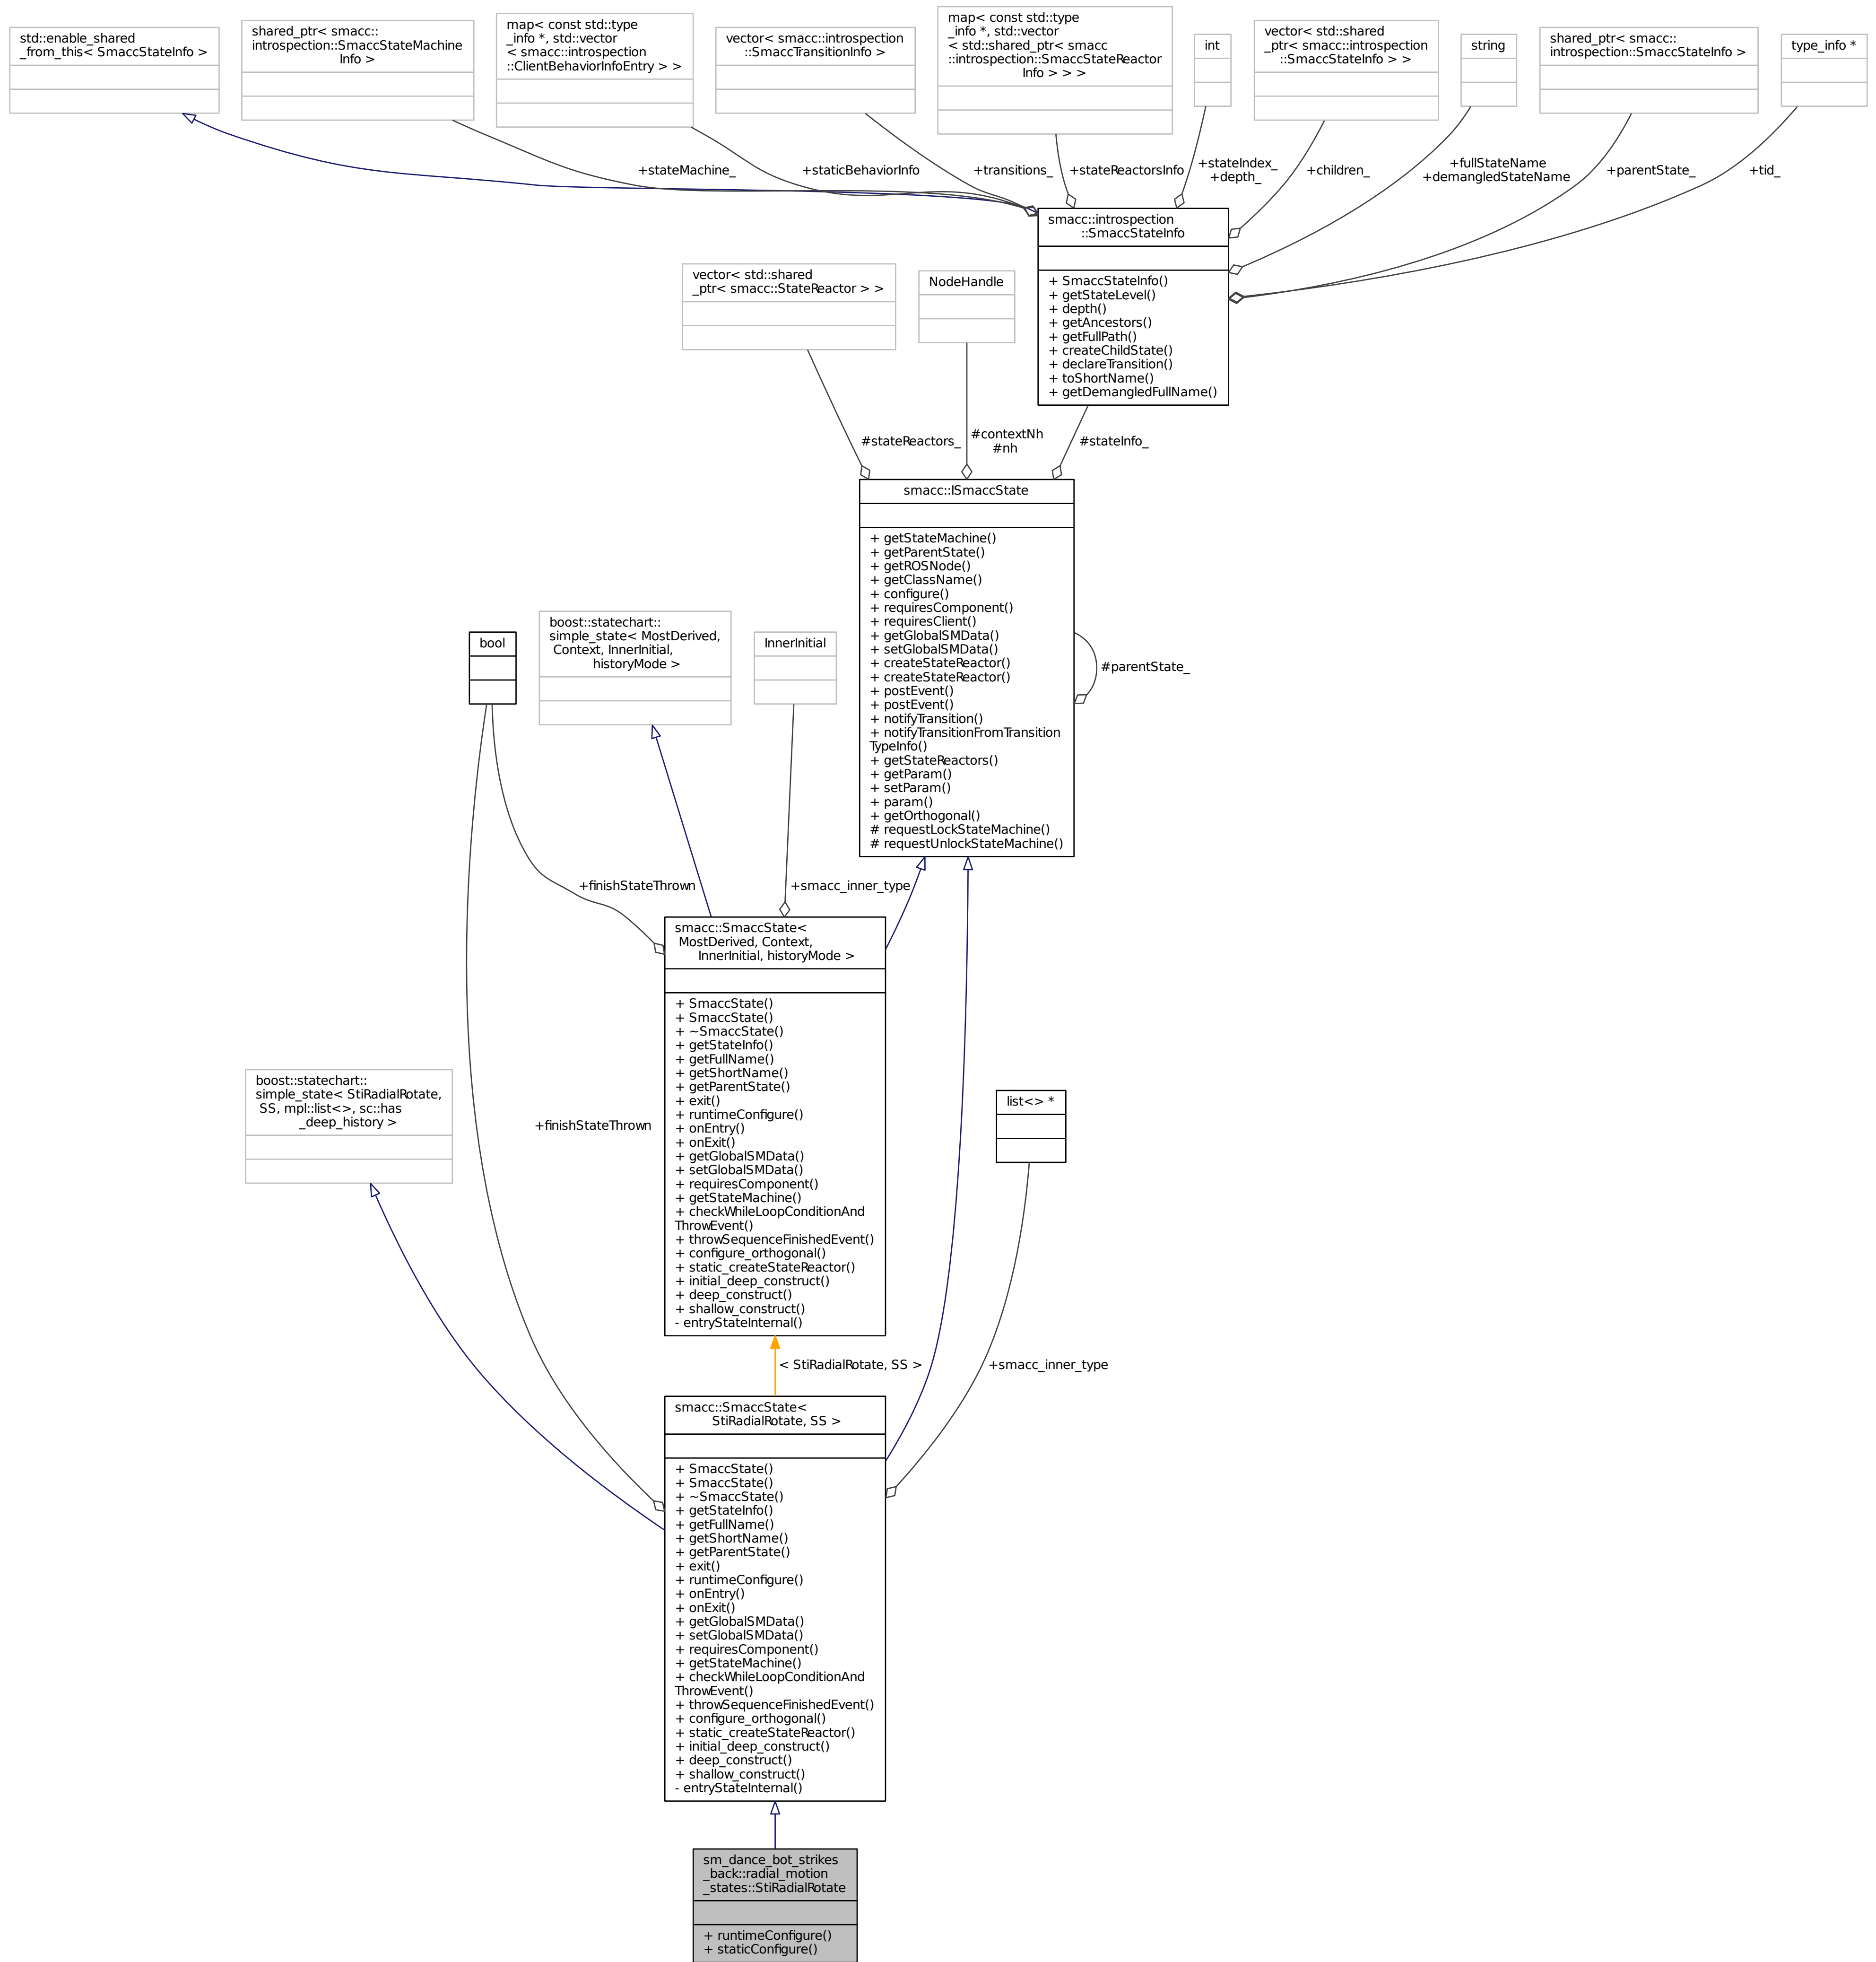 std::enable_shared
_from_this< SmaccStateInfo >
shared_ptr< smacc::
introspection::SmaccStateMachine
Info >
map< const std::type
_info *, std::vector
< smacc::introspection
::ClientBehaviorInfoEntry > >
vector< smacc::introspection
::SmaccTransitionInfo >
map< const std::type
_info *, std::vector
< std::shared_ptr< smacc
::introspection::SmaccStateReactor
Info > > >
int
vector< std::shared
_ptr< smacc::introspection
::SmaccStateInfo > >
string
shared_ptr< smacc::
introspection::SmaccStateInfo >
type_info *
+stateMachine_
+staticBehaviorInfo
+transitions_
+stateReactorsInfo
+stateIndex_
+depth_
+children_
+fullStateName
+demangledStateName
+parentState_
+tid_
smacc::introspection
::SmaccStateInfo
+ SmaccStateInfo()
+ getStateLevel()
+ depth()
+ getAncestors()
+ getFullPath()
+ createChildState()
+ declareTransition()
+ toShortName()
+ getDemangledFullName()
vector< std::shared
_ptr< smacc::StateReactor > >
NodeHandle
#stateReactors_
#contextNh
#nh
#stateInfo_
smacc::ISmaccState
+ getStateMachine()
+ getParentState()
+ getROSNode()
+ getClassName()
+ configure()
+ requiresComponent()
+ requiresClient()
+ getGlobalSMData()
+ setGlobalSMData()
+ createStateReactor()
+ createStateReactor()
+ postEvent()
+ postEvent()
+ notifyTransition()
+ notifyTransitionFromTransition
TypeInfo()
+ getStateReactors()
+ getParam()
+ setParam()
+ param()
+ getOrthogonal()
# requestLockStateMachine()
# requestUnlockStateMachine()
#parentState_
bool
boost::statechart::
simple_state< MostDerived,
Context, InnerInitial,
historyMode >
InnerInitial
+finishStateThrown
+smacc_inner_type
smacc::SmaccState<
MostDerived, Context,
InnerInitial, historyMode >
+ SmaccState()
+ SmaccState()
+ ~SmaccState()
+ getStateInfo()
+ getFullName()
+ getShortName()
+ getParentState()
+ exit()
+ runtimeConfigure()
+ onEntry()
+ onExit()
+ getGlobalSMData()
+ setGlobalSMData()
+ requiresComponent()
+ getStateMachine()
+ checkWhileLoopConditionAnd
ThrowEvent()
+ throwSequenceFinishedEvent()
+ configure_orthogonal()
+ static_createStateReactor()
+ initial_deep_construct()
+ deep_construct()
+ shallow_construct()
- entryStateInternal()
boost::statechart::
simple_state< StiRadialRotate,
SS, mpl::list<>, sc::has
_deep_history >
+finishStateThrown
list<> *
< StiRadialRotate, SS >
+smacc_inner_type
smacc::SmaccState<
StiRadialRotate, SS >
+ SmaccState()
+ SmaccState()
+ ~SmaccState()
+ getStateInfo()
+ getFullName()
+ getShortName()
+ getParentState()
+ exit()
+ runtimeConfigure()
+ onEntry()
+ onExit()
+ getGlobalSMData()
+ setGlobalSMData()
+ requiresComponent()
+ getStateMachine()
+ checkWhileLoopConditionAnd
ThrowEvent()
+ throwSequenceFinishedEvent()
+ configure_orthogonal()
+ static_createStateReactor()
+ initial_deep_construct()
+ deep_construct()
+ shallow_construct()
- entryStateInternal()
sm_dance_bot_strikes
_back::radial_motion
_states::StiRadialRotate
+ runtimeConfigure()
+ staticConfigure()